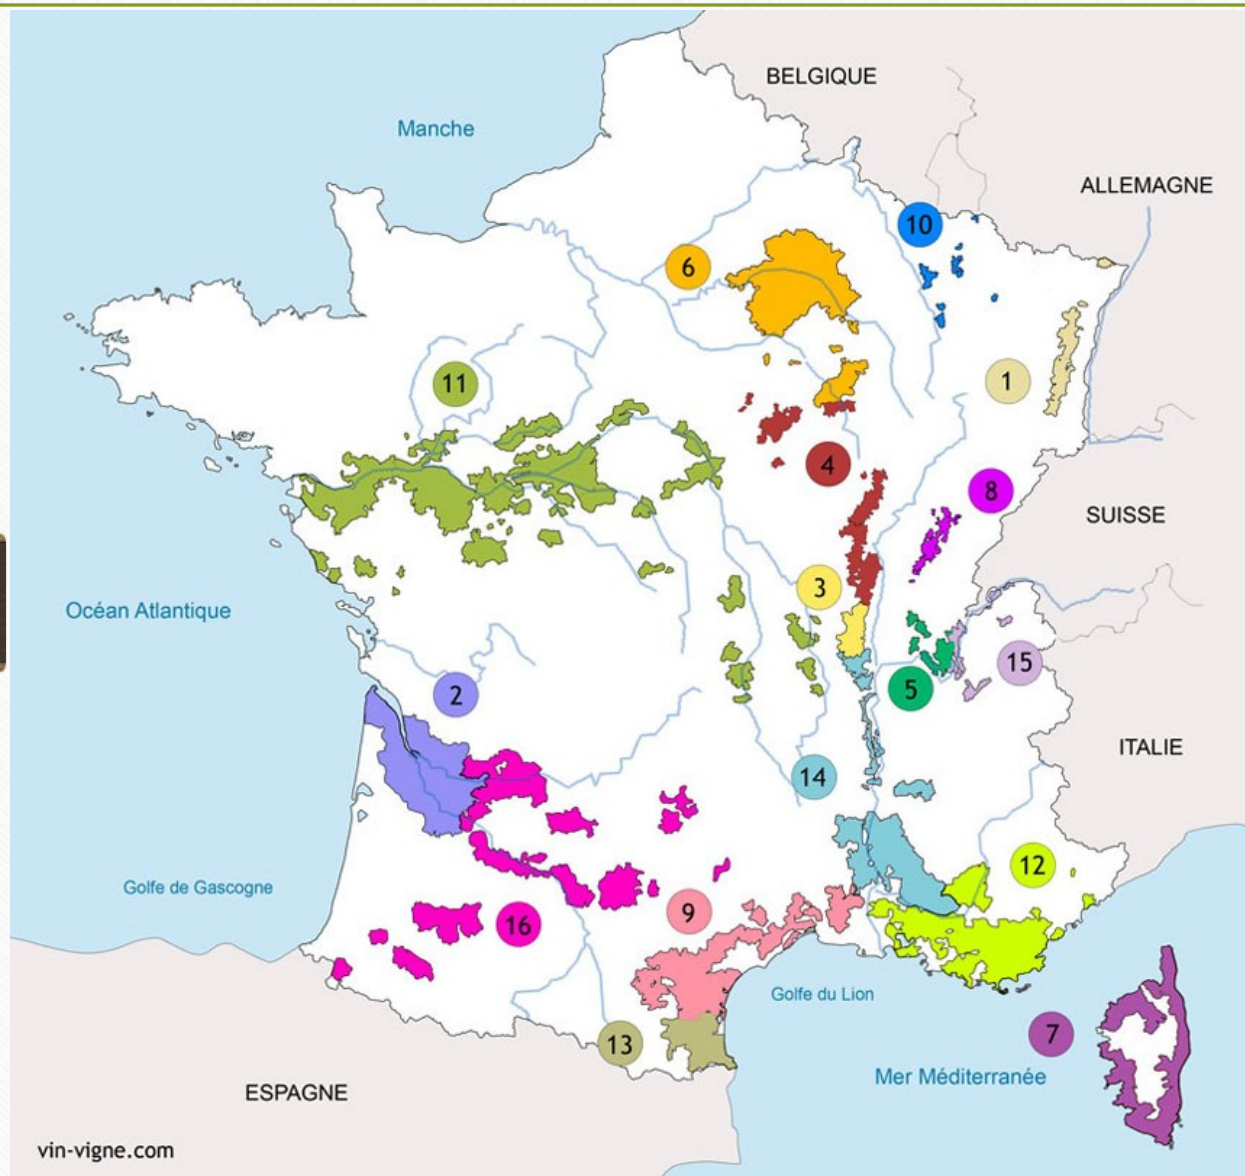 BELGIQUE
Manche
ALLEMAGNE
10
6
11
1
4
8
SUISSE
3
Océan Atlantique
15
5
2
ITALIE
14
12
Golfe de Gascogne
9
16
Golfe du Lion
7
13
Mer Méditerranée
ESPAGNE
vin-vigne.com